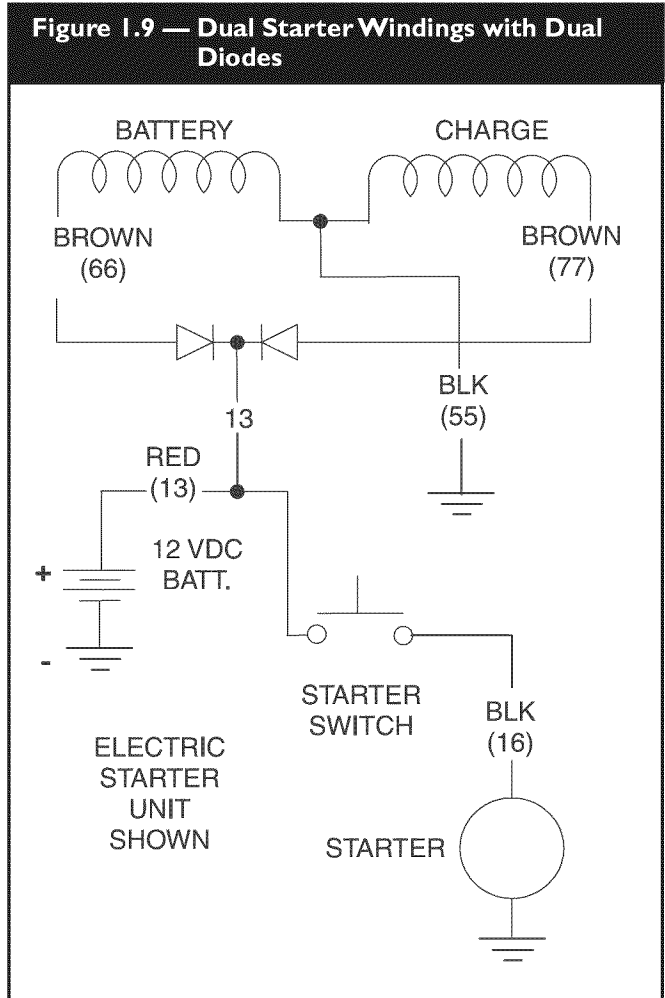 Figure 1.9 — Dual Starter Windings with Dual
Diodes
BATTERY
CHARGE
BROWN
(66)
BROWN
(77)
BLK
(55)
13
RED
(13)
12 VDC
BATT.
+
-
STARTER
SWITCH
BLK
(16)
ELECTRIC
STARTER
UNIT
SHOWN
STARTER